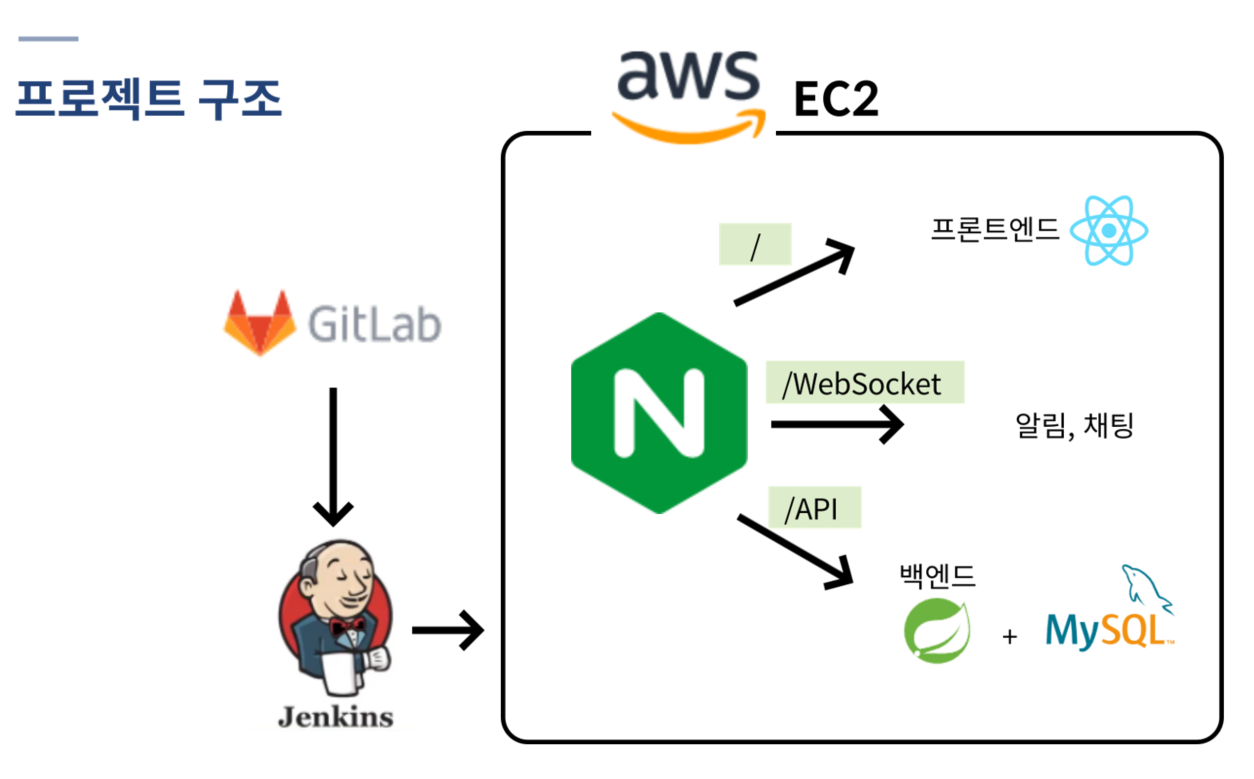 프로젝트 구조
aws EC2
/
프론트엔드
GitLab
N
/WebSocket
알림, 채팅
/API
백엔드
+
MySQL™
Jenkins